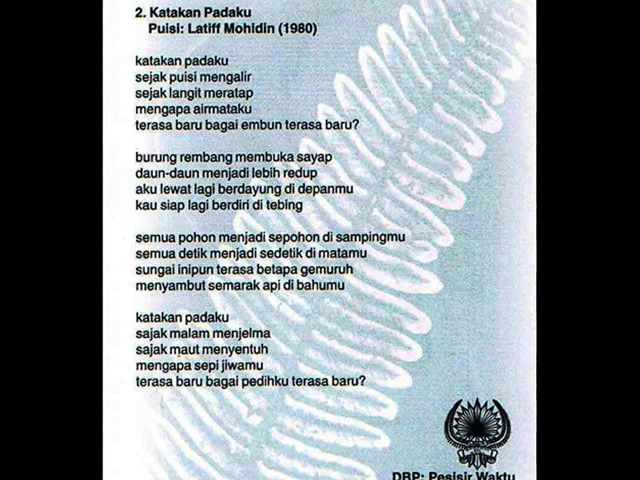 2. Katakan Padaku
Puisi: Latiff Mohidin (1980)
katakan padaku
sejak puisi mengalir
sejak langit meratap
mengapa airmataku
terasa baru bagai embun terasa baru?
burung rembang membuka sayap
daun-daun menjadi lebih redup
aku lewat lagi berdayung di depanmu
kau siap lagi berdiri di tebing
semua pohon menjadi sepohon di sampingmu
semua detik menjadi sedetik di matamu
sungai inipun terasa betapa gemuruh
menyambut semarak api di bahumu
katakan padaku
sajak malam menjelma
sajak maut menyentuh
mengapa sepi jiwamu
terasa baru bagai pedihku terasa baru?
DBP: Pesisir Waktu